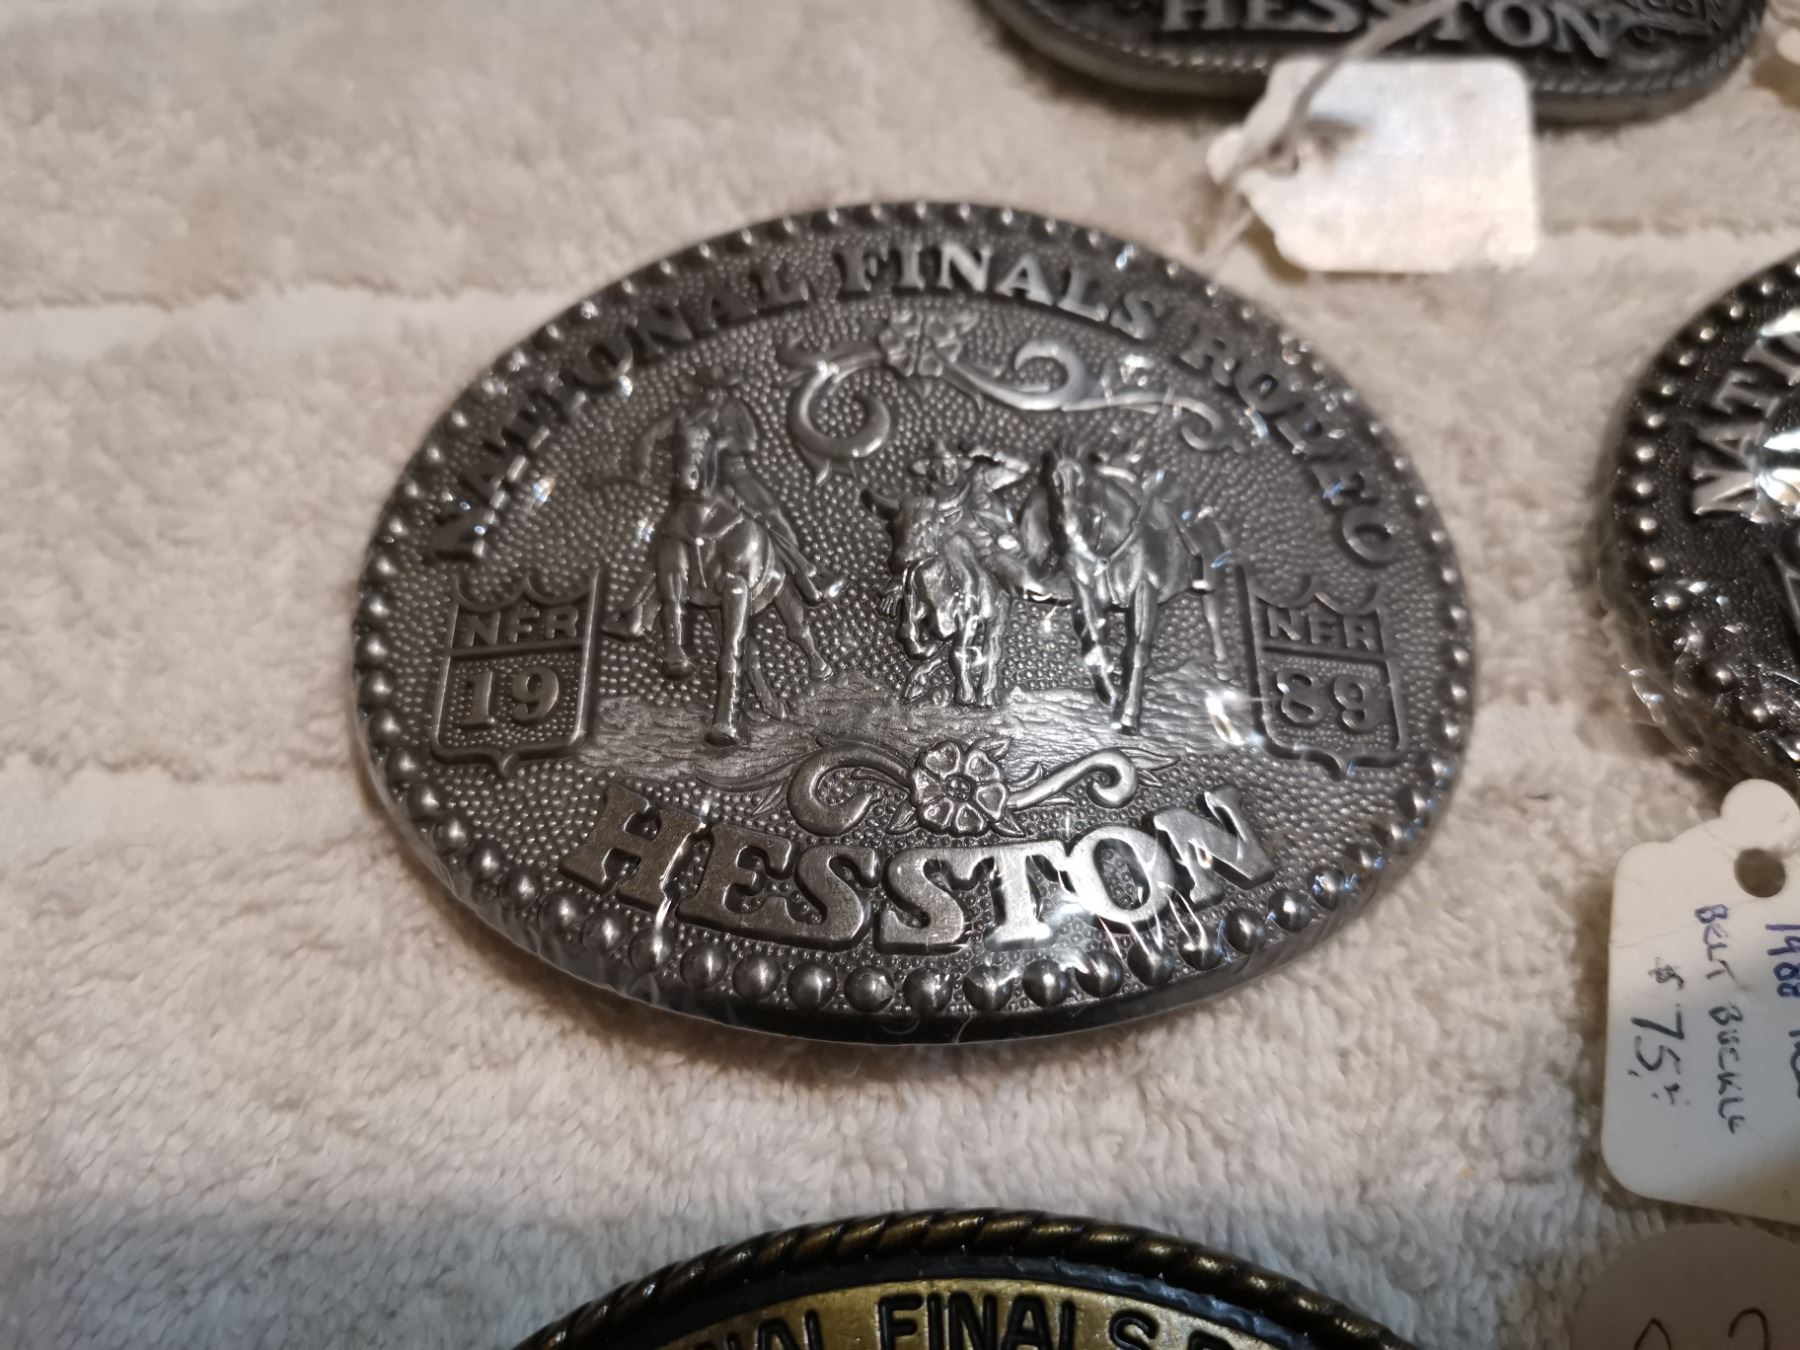 HESSTON
NATIONAL FINALS RODEO
NFR
19
NFR
89
HESSTON
1988
BELT BUCKLE
$75
FINALS